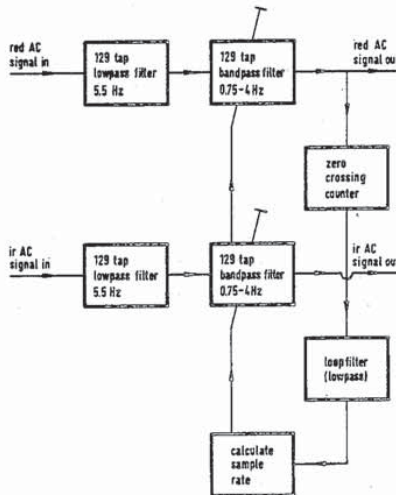 red AC
signal in
129 tap
lowpass filter
5.5 Hz
129 tap
bandpass filter
0.75-4Hz
red AC
signal out
zero
crossing
counter
ir AC
signal in
129 tap
lowpass filter
5.5 Hz
129 tap
bandpass filter
0.75-4Hz
ir AC
signal out
loopfilter
(lowpass)
calculate
sample
rate